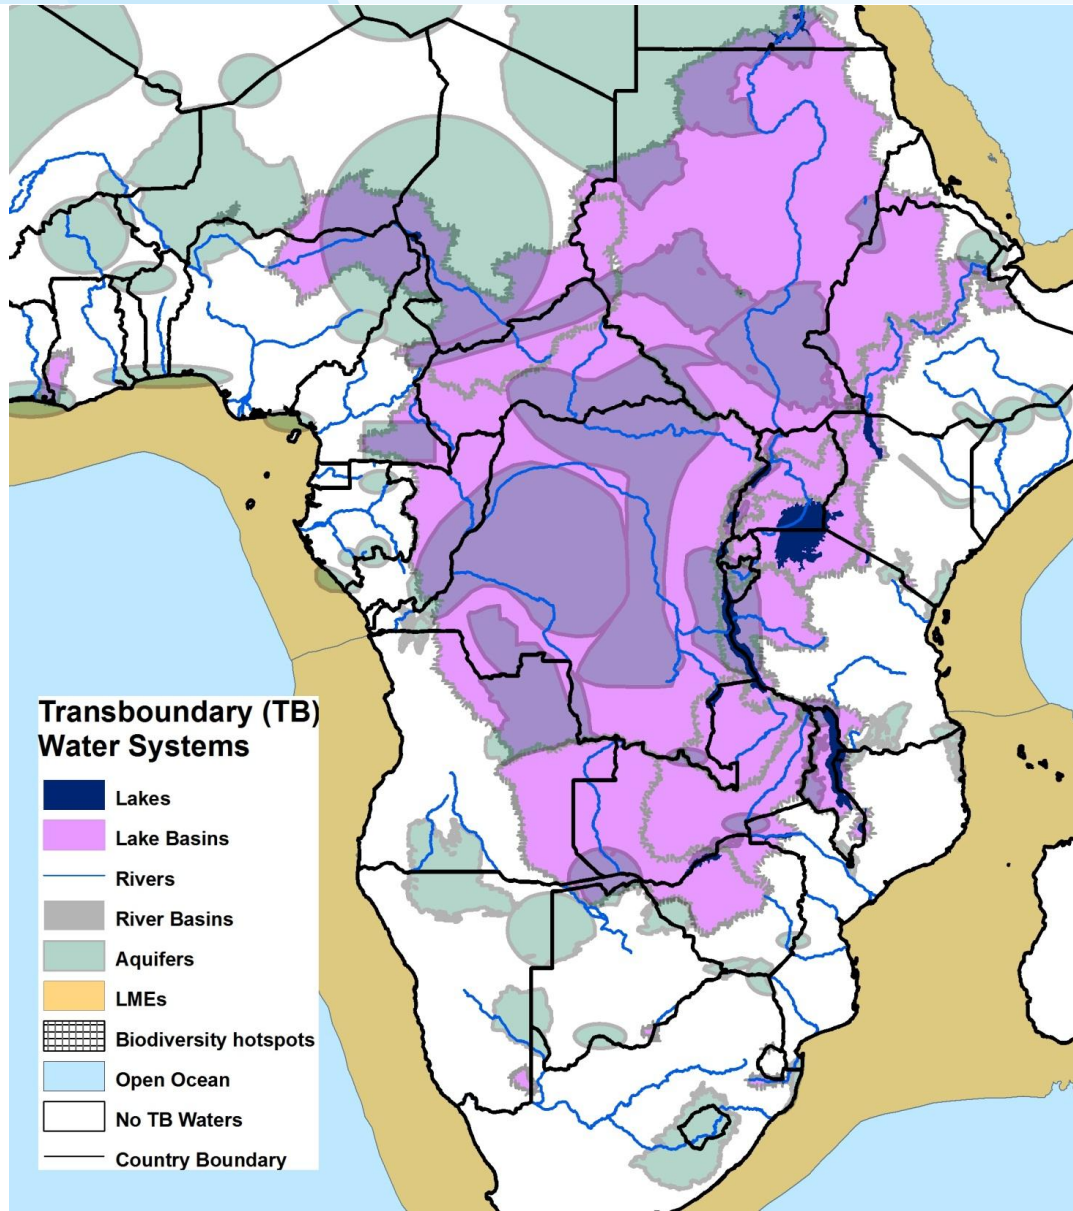 Transboundary (TB)
Water Systems
Lakes
Lake Basins
Rivers
River Basins
Aquifers
LMEs
Biodiversity hotspots
Open Ocean
No TB Waters
Country Boundary